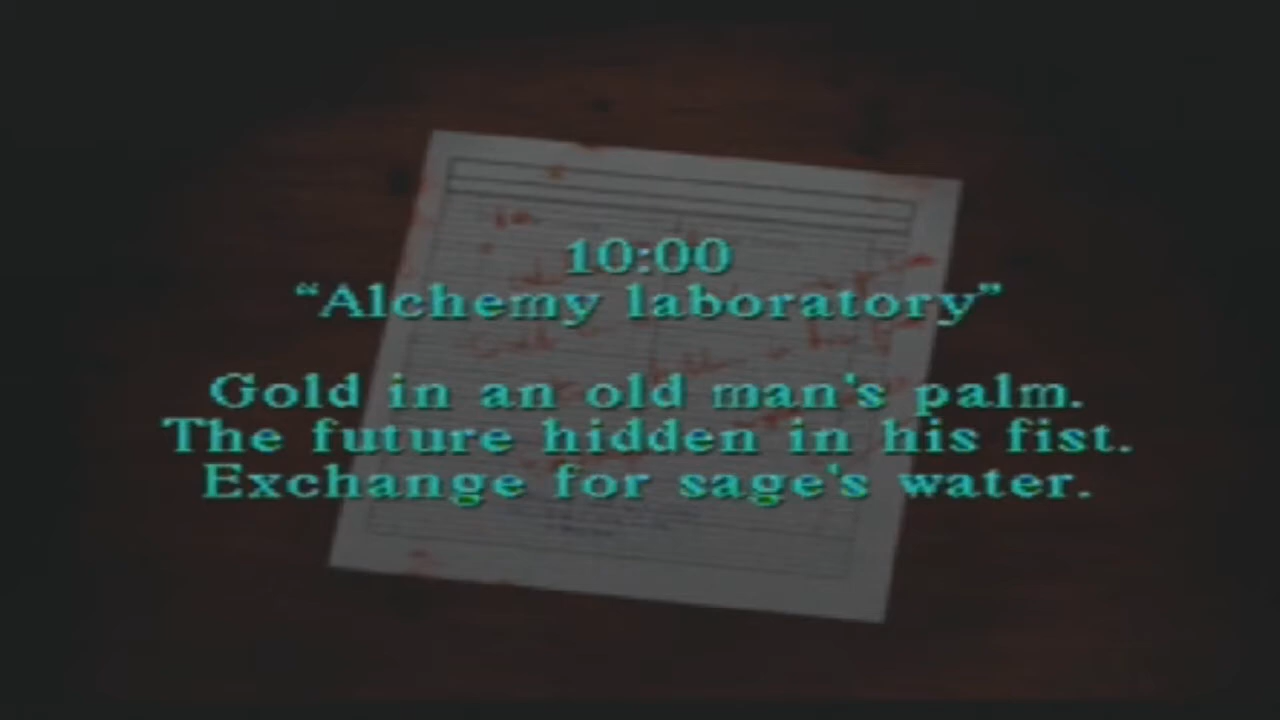 10:00
“Alchemy laboratory”
Gold in an old man's palm.
The future hidden in his fist.
Exchange for sage's water.